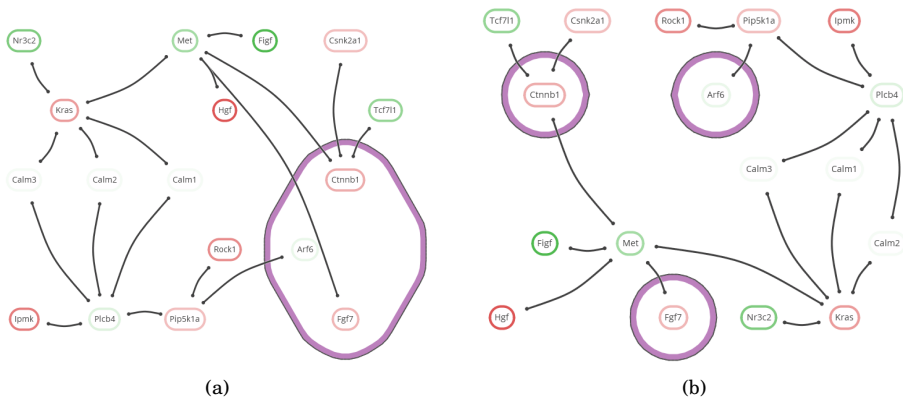 Nr3c2
Met
Figf
Csnk2a1
Kras
Hgf
Tcf7l1
Calm3
Calm2
Calm1
Ctnnb1
Rock1
Arf6
Ipmk
Plcb4
Pip5k1a
Fgf7
(a)
Tcf7l1
Csnk2a1
Rock1
Pip5k1a
Ipmk
Ctnnb1
Arf6
Plcb4
Calm3
Calm1
Figf
Met
Calm2
Hgf
Fgf7
Nr3c2
Kras
(b)